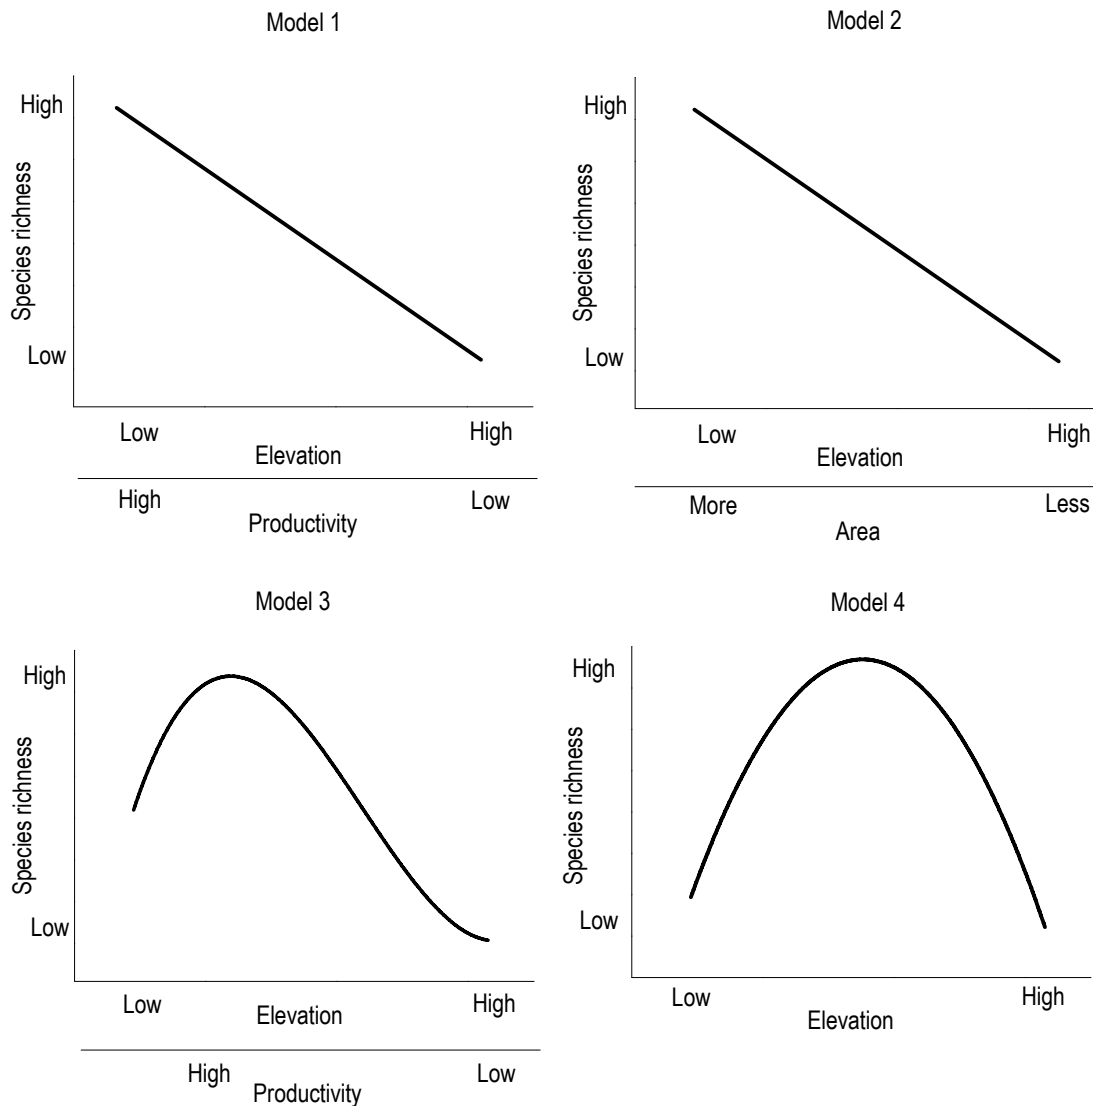 Model 1
High
Species richness
Low
Low
High
Elevation
High
Low
Productivity
Model 2
High
Species richness
Low
Low
High
Elevation
More
Less
Area
Model 3
High
Species richness
Low
Low
High
Elevation
High
Low
Productivity
Model 4
High
Species richness
Low
Low
High
Elevation